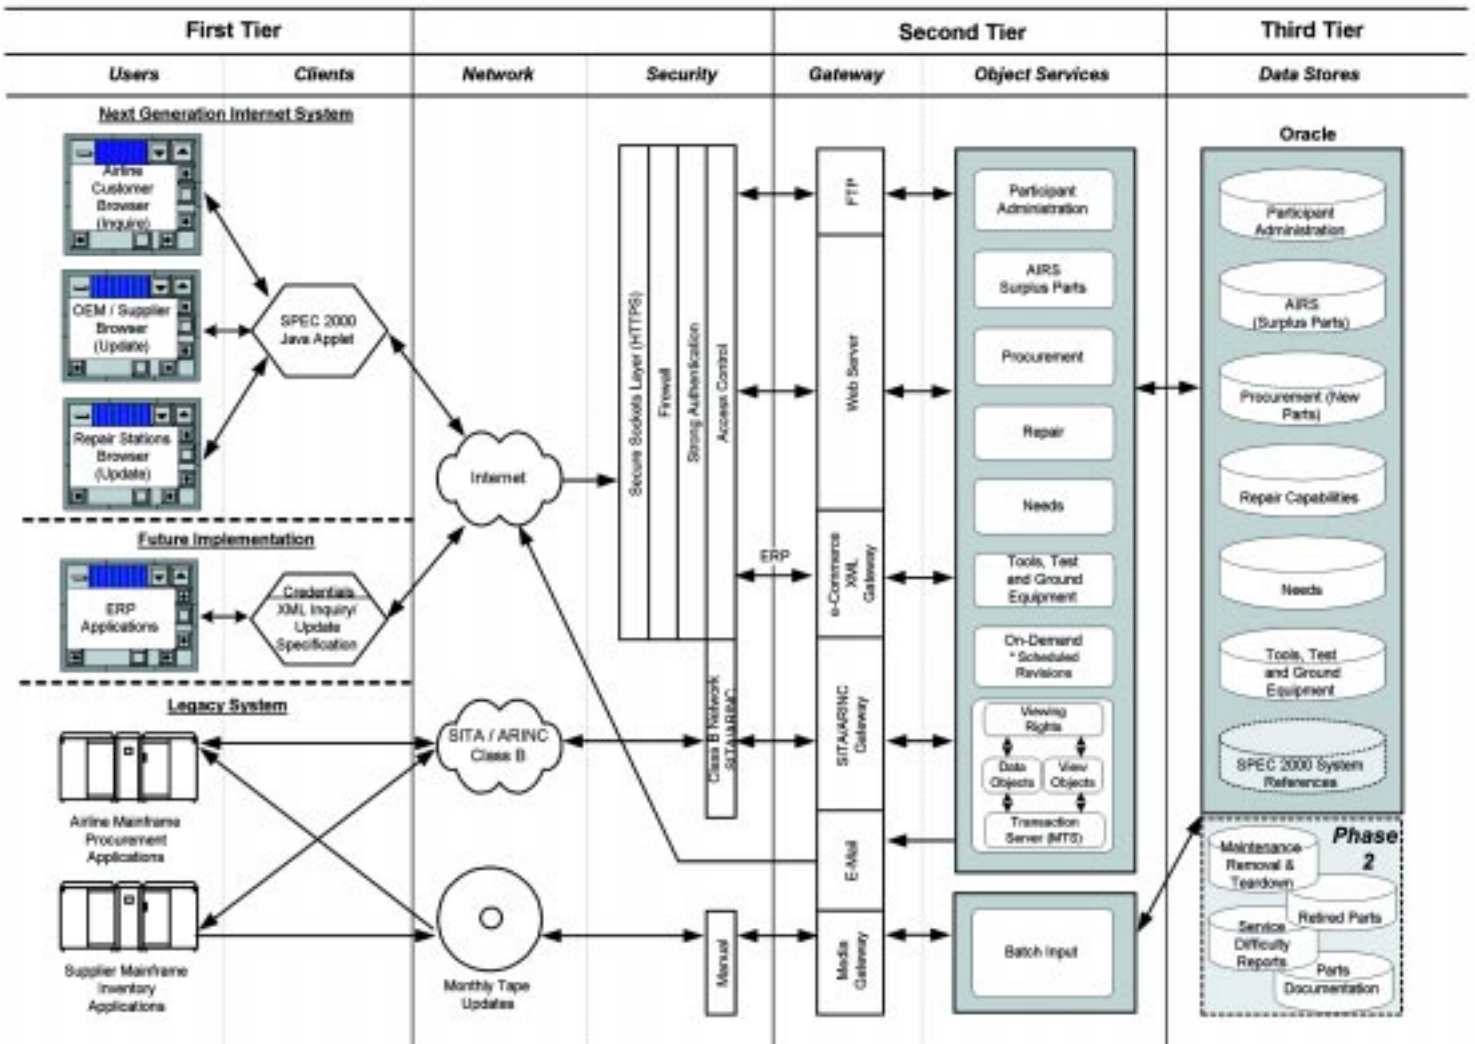 First Tier
Second Tier
Third Tier
Users
Clients
Network
Security
Gateway
Object Services
Data Stores
Next Generation Internet System
Airline
Customer
Browser
(Inquire)
OEM / Supplier
Browser
(Update)
Repair Stations
Browser
(Update)
SPEC 2000
Java Applet
Internet
Future Implementation
ERP
Applications
Credentials
XML Inquiry/
Update
Specification
Legacy System
Airline Mainframe
Procurement
Applications
Supplier Mainframe
Inventory
Applications
SITA / ARINC
Class B
Monthly Tape
Updates
Secure Sockets Layer (HTTPS)
Firewall
Strong Authentication
Access Control
Class B Network
SITA/ARINC
Manual
ERP
FTP
Web Server
e-Commerce
XML
Gateway
SITA/ARINC
Gateway
E-Mail
Media
Gateway
Participant
Administration
AIRS
Surplus Parts
Procurement
Repair
Needs
Tools, Test
and Ground
Equipment
On-Demand
* Scheduled
Revisions
Viewing
Rights
Data
Objects
View
Objects
Transaction
Server (MTS)
Batch Input
Oracle
Participant
Administration
AIRS
(Surplus Parts)
Procurement (New
Parts)
Repair Capabilities
Needs
Tools, Test
and Ground
Equipment
SPEC 2000 System
References
Phase
2
Maintenance
Removal &
Teardown
Retired Parts
Service
Difficulty
Reports
Parts
Documentation